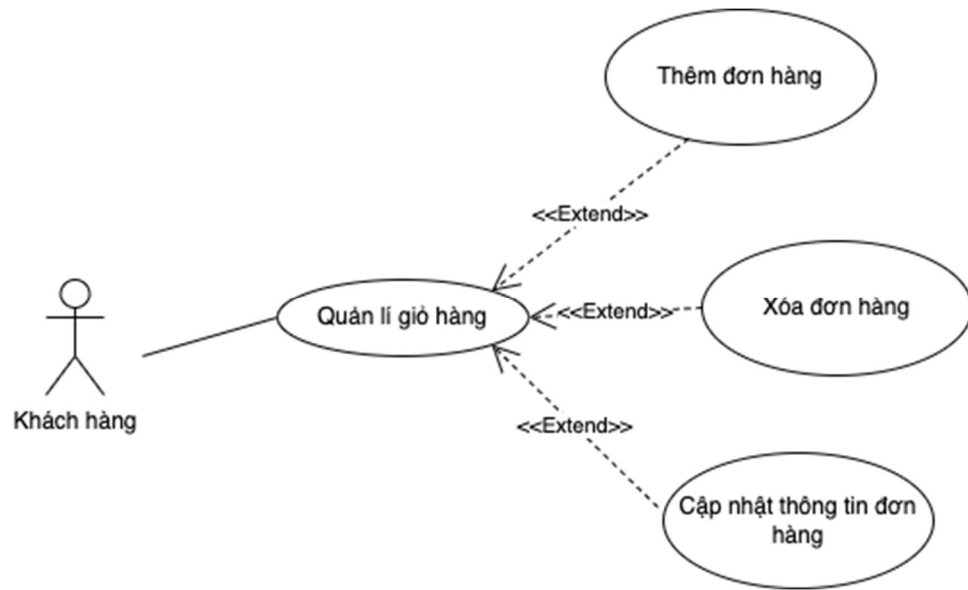 Thêm đơn hàng
<<Extend>>
Quản lí giỏ hàng
<<Extend>>
Xóa đơn hàng
Khách hàng
<<Extend>>
Cập nhật thông tin đơn
hàng